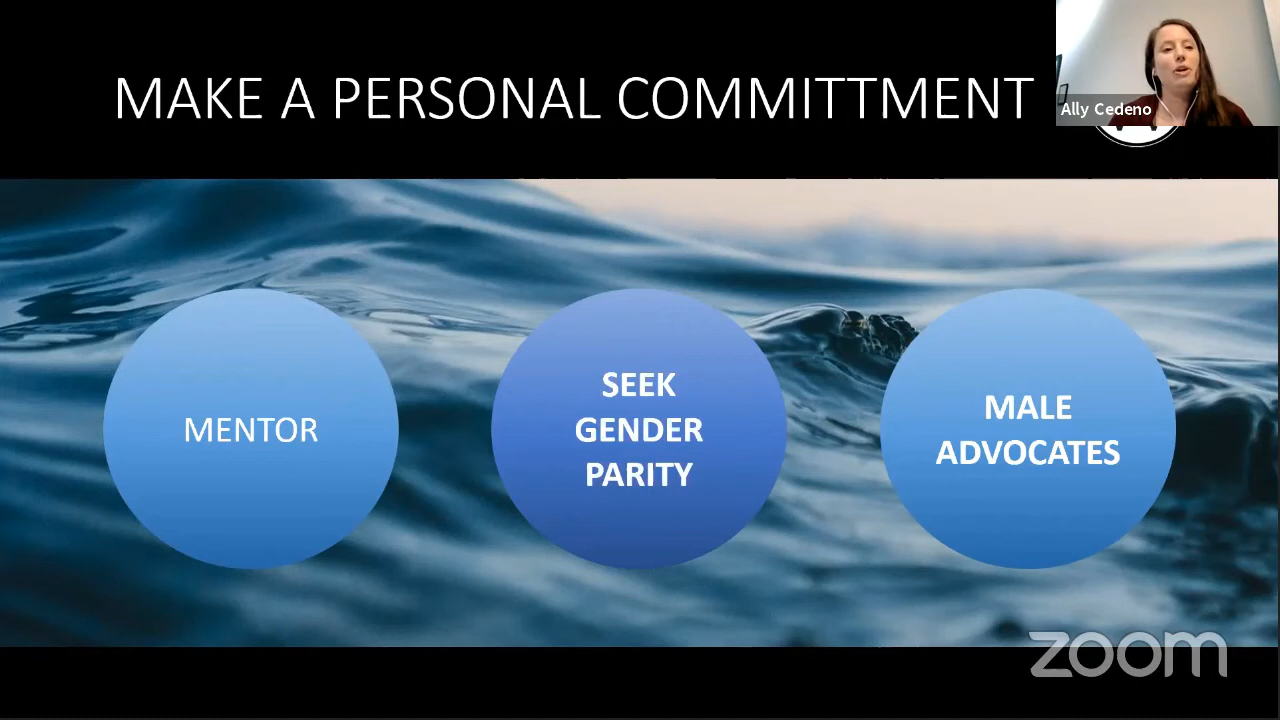 MAKE A PERSONAL COMMITTMENT
Ally Cedeno
MENTOR
SEEK
GENDER
PARITY
MALE
ADVOCATES
zoom